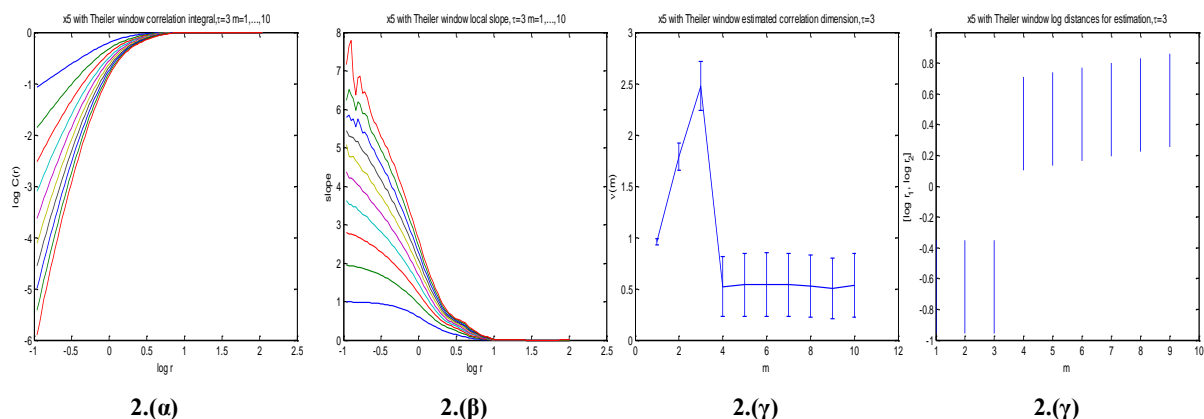 x5 with Theiler window correlation integral,τ=3 m=1,...,10
log C(r)
0
-1
-2
-3
-4
-5
-6
-1 -0.5 0 0.5 1 1.5 2 2.5
log r
2.(α)
x5 with Theiler window local slope, τ=3 m=1,...,10
slope
8
7
6
5
4
3
2
1
0
-1 -0.5 0 0.5 1 1.5 2 2.5
log r
2.(β)
x5 with Theiler window estimated correlation dimension,τ=3
v(m)
3
2.5
2
1.5
1
0.5
0
0 2 4 6 8 10 12
m
2.(γ)
x5 with Theiler window log distances for estimation,τ=3
[log r1, log r2]
1
0.8
0.6
0.4
0.2
0
-0.2
-0.4
-0.6
-0.8
-1
1 2 3 4 5 6 7 8 9 10
m
2.(γ)